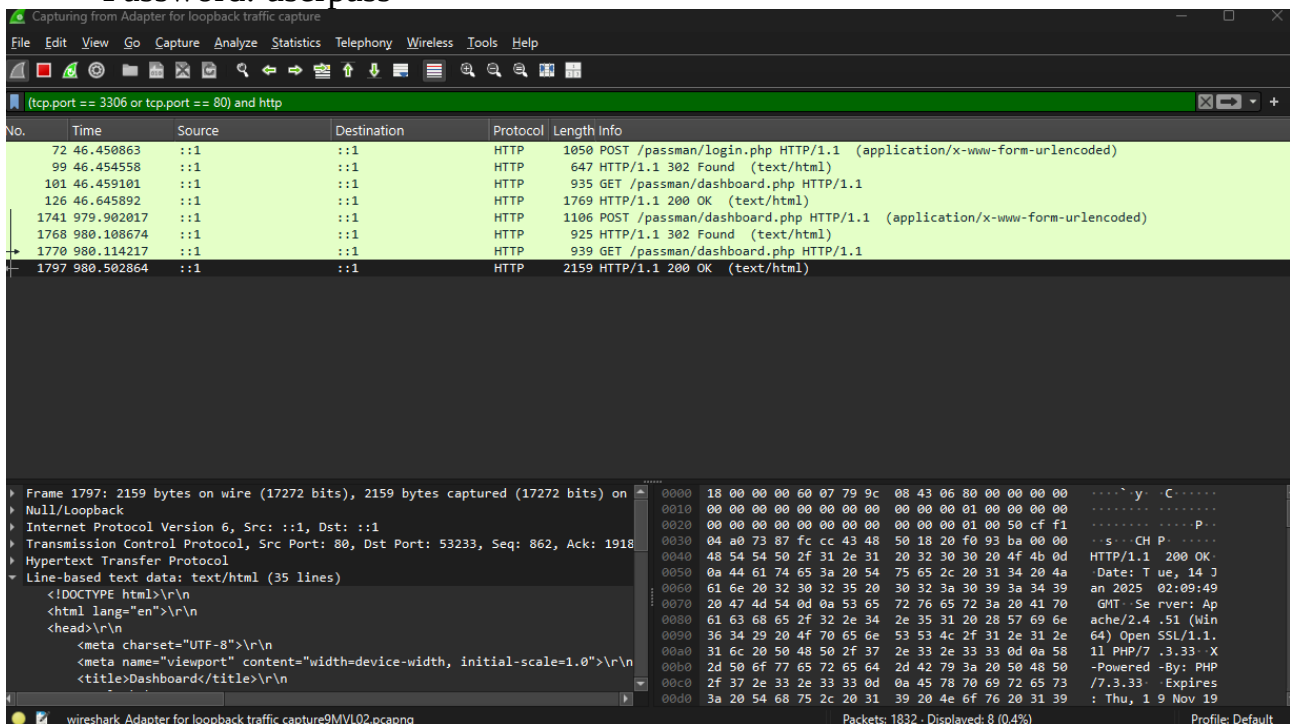 Password: userpass
Capturing from Adapter for loopback traffic capture
File Edit View Go Capture Analyze Statistics Telephony Wireless Tools Help
(tcp.port == 3306 or tcp.port == 80) and http
No. Time Source Destination Protocol Length Info
72 46.450863 ::1 ::1 HTTP 1050 POST /passman/login.php HTTP/1.1 (application/x-www-form-urlencoded)
99 46.454558 ::1 ::1 HTTP 647 HTTP/1.1 302 Found (text/html)
101 46.459101 ::1 ::1 HTTP 935 GET /passman/dashboard.php HTTP/1.1
126 46.645892 ::1 ::1 HTTP 1769 HTTP/1.1 200 OK (text/html)
1741 979.902017 ::1 ::1 HTTP 1106 POST /passman/dashboard.php HTTP/1.1 (application/x-www-form-urlencoded)
1768 980.108674 ::1 ::1 HTTP 925 HTTP/1.1 302 Found (text/html)
1770 980.114217 ::1 ::1 HTTP 939 GET /passman/dashboard.php HTTP/1.1
1797 980.502864 ::1 ::1 HTTP 2159 HTTP/1.1 200 OK (text/html)
Frame 1797: 2159 bytes on wire (17272 bits), 2159 bytes captured (17272 bits) on
Null/Loopback
Internet Protocol Version 6, Src: ::1, Dst: ::1
Transmission Control Protocol, Src Port: 80, Dst Port: 53233, Seq: 862, Ack: 1918
Hypertext Transfer Protocol
Line-based text data: text/html (35 lines)
<!DOCTYPE html>\r\n
<html lang="en">\r\n
<head>\r\n
<meta charset="UTF-8">\r\n
<meta name="viewport" content="width=device-width, initial-scale=1.0">\r\n
<title>Dashboard</title>\r\n
0000 18 00 00 00 60 07 79 9c 08 43 06 80 00 00 00 00 ····`·y· ·C······
0010 00 00 00 00 00 00 00 00 00 00 00 01 00 00 00 00 ········ ········
0020 00 00 00 00 00 00 00 00 00 00 00 01 00 50 cf f1 ········ ·····P··
0030 04 a0 73 87 fc cc 43 48 50 18 20 f0 93 ba 00 00 ··s···CH P· ·····
0040 48 54 54 50 2f 31 2e 31 20 32 30 30 20 4f 4b 0d HTTP/1.1 200 OK·
0050 0a 44 61 74 65 3a 20 54 75 65 2c 20 31 34 20 4a ·Date: T ue, 14 J
0060 61 6e 20 32 30 32 35 20 30 32 3a 30 39 3a 34 39 an 2025 02:09:49
0070 20 47 4d 54 0d 0a 53 65 72 76 65 72 3a 20 41 70 GMT··Se rver: Ap
0080 61 63 68 65 2f 32 2e 34 2e 35 31 20 28 57 69 6e ache/2.4 .51 (Win
0090 36 34 29 20 4f 70 65 6e 53 53 4c 2f 31 2e 31 2e 64) Open SSL/1.1.
00a0 31 6c 20 50 48 50 2f 37 2e 33 2e 33 33 0d 0a 58 1l PHP/7 .3.33··X
00b0 2d 50 6f 77 65 72 65 64 2d 42 79 3a 20 50 48 50 -Powered -By: PHP
00c0 2f 37 2e 33 2e 33 33 0d 0a 45 78 70 69 72 65 73 /7.3.33· ·Expires
00d0 3a 20 54 68 75 2c 20 31 39 20 4e 6f 76 20 31 39 : Thu, 1 9 Nov 19
wireshark_Adapter for loopback traffic capture9MVL02.pcapng Packets: 1832 · Displayed: 8 (0.4%) Profile: Default